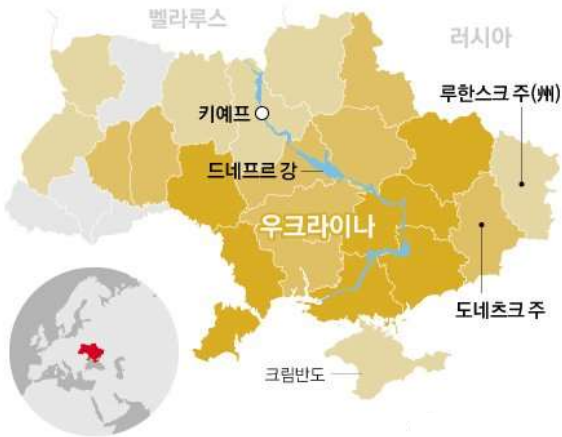 벨라루스
러시아
루한스크 주(州)
키예프
드네프르 강
우크라이나
도네츠크 주
크림반도